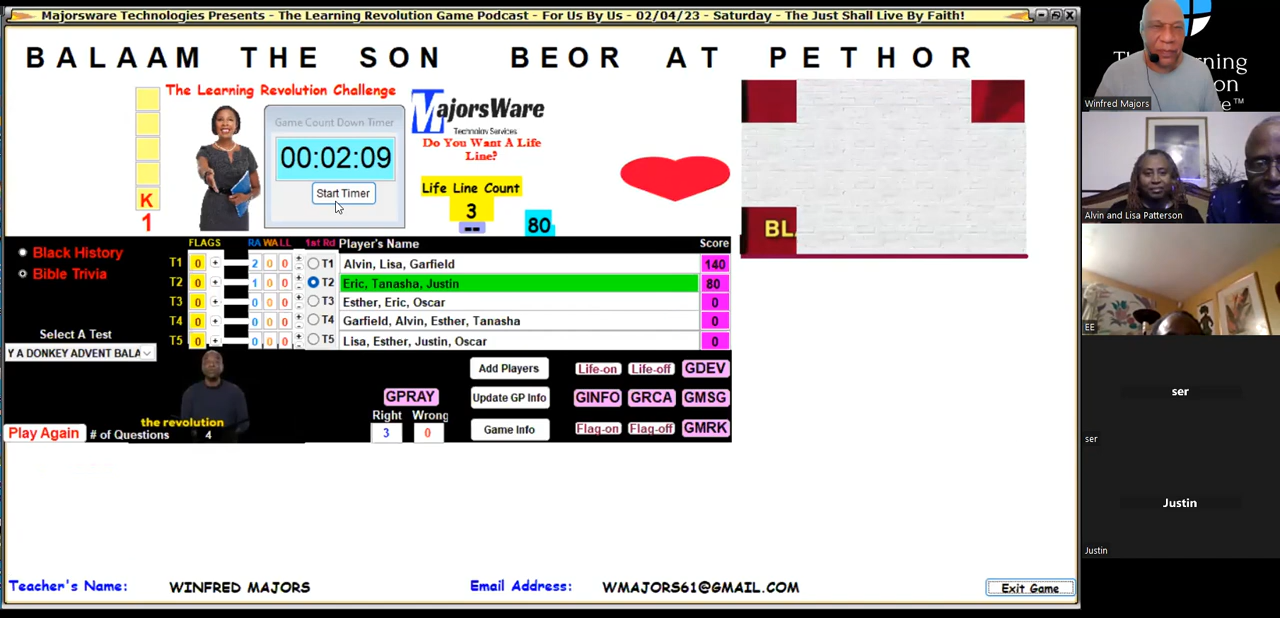 Majorsware Technologies Presents - The Learning Revolution Game Podcast - For Us By Us - 02/04/23 - Saturday - The Just Shall Live By Faith!
BALAAM THE SON BEOR AT PETHOR
The Learning Revolution Challenge
Game Count Down Timer
00:02:09
Start Timer
K
1
MajorsWare
Technology Services
Do You Want A Life
Line?
Life Line Count
3
--
80
BL
FLAGS RA WA LL 1st Rd Player's Name Score
Black History
Bible Trivia
T1 0 + 2 0 0 T1 Alvin, Lisa, Garfield 140
T2 0 + 1 0 0 T2 Eric, Tanasha, Justin 80
T3 0 + 0 0 0 T3 Esther, Eric, Oscar 0
T4 0 + 0 0 0 T4 Garfield, Alvin, Esther, Tanasha 0
T5 0 + 0 0 0 T5 Lisa, Esther, Justin, Oscar 0
Select A Test
Y A DONKEY ADVENT BALA
the revolution
Play Again # of Questions 4
GPRAY
Right Wrong
3 0
Add Players Life-on Life-off GDEV
Update GP Info GINFO GRCA GMSG
Game Info Flag-on Flag-off GMRK
Teacher's Name: WINFRED MAJORS Email Address: WMAJORS61@GMAIL.COM Exit Game
Winfred Majors
Alvin and Lisa Patterson
EE
ser
ser
Justin
Justin